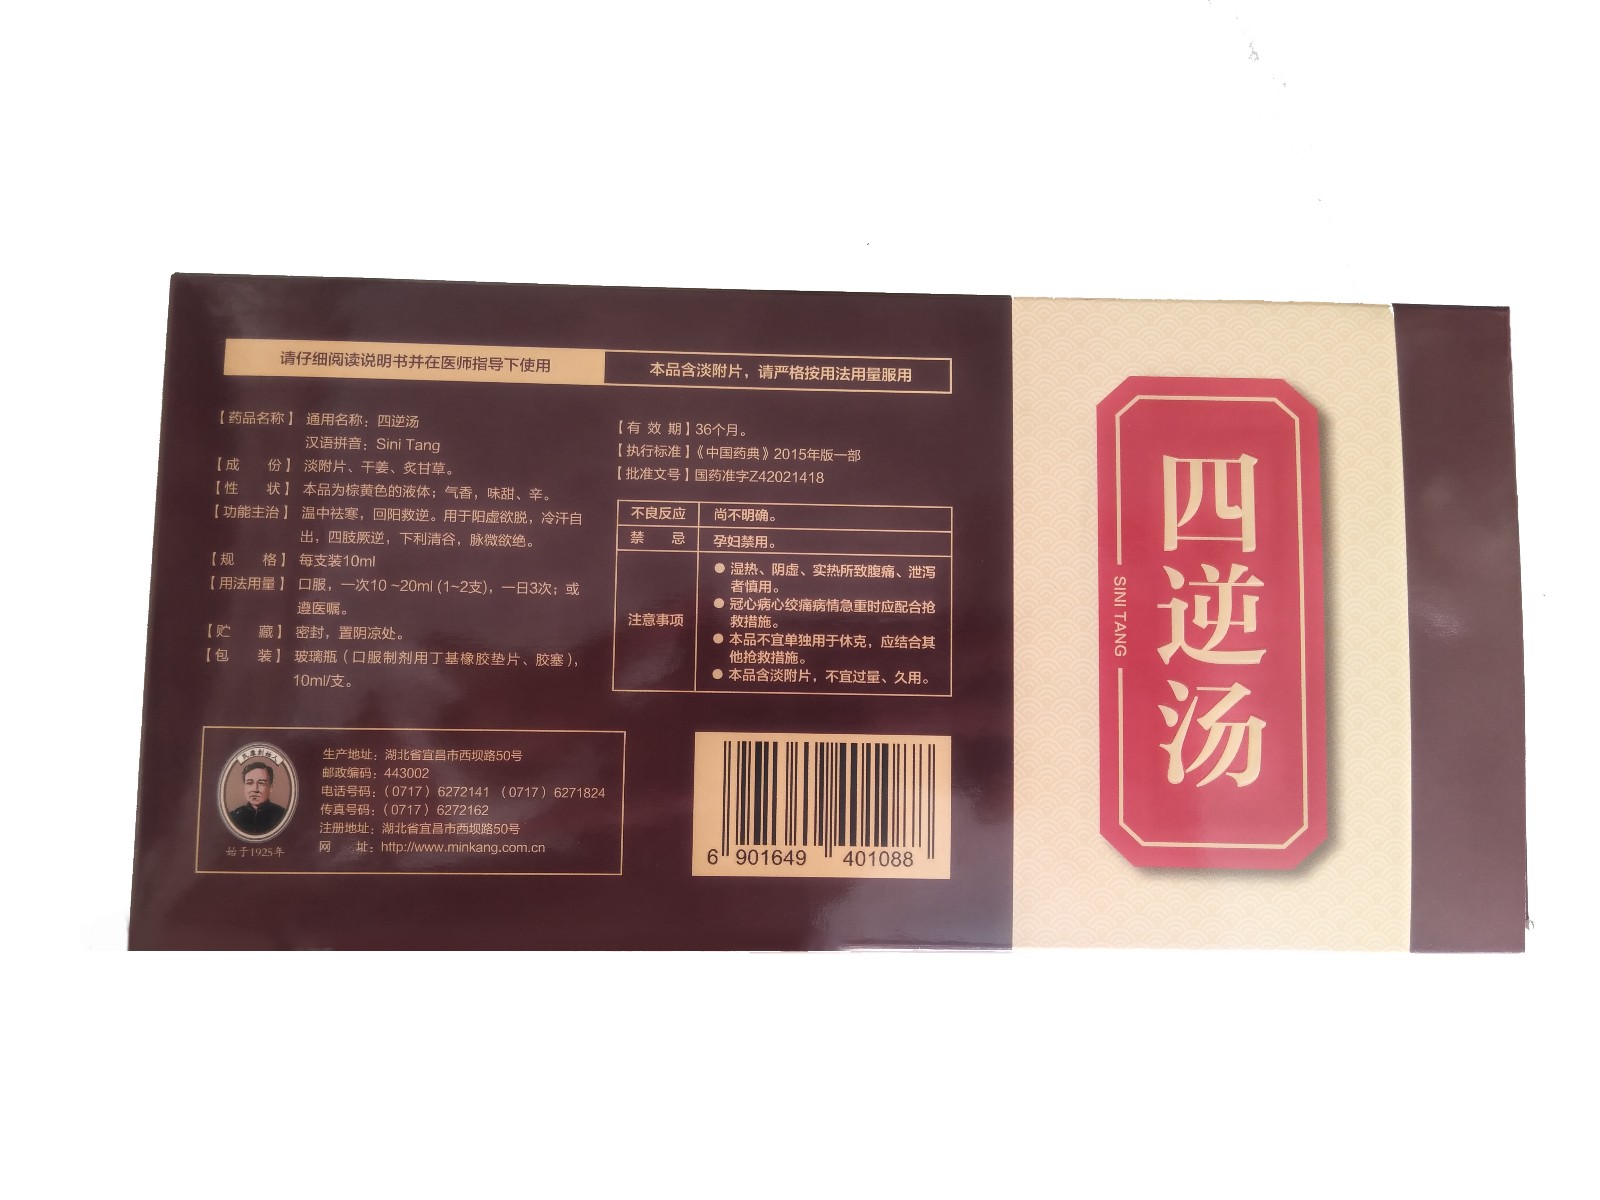 请仔细阅读说明书并在医师指导下使用
本品含淡附片，请严格按用法用量服用
【药品名称】 通用名称：四逆汤
汉语拼音：Sini Tang
【成 份】 淡附片、干姜、炙甘草。
【性 状】 本品为棕黄色的液体；气香，味甜、辛。
【功能主治】 温中祛寒，回阳救逆。用于阳虚欲脱，冷汗自
出，四肢厥逆，下利清谷，脉微欲绝。
【规 格】 每支装10ml
【用法用量】 口服，一次10 ~20ml (1~2支)，一日3次；或
遵医嘱。
【贮 藏】 密封，置阴凉处。
【包 装】 玻璃瓶（口服制剂用丁基橡胶垫片、胶塞），
10ml/支。
【有 效 期】36个月。
【执行标准】《中国药典》2015年版一部
【批准文号】国药准字Z42021418
不良反应 尚不明确。
禁 忌 孕妇禁用。
注意事项
● 湿热、阴虚、实热所致腹痛、泄泻
者慎用。
● 冠心病心绞痛病情急重时应配合抢
救措施。
● 本品不宜单独用于休克，应结合其
他抢救措施。
● 本品含淡附片，不宜过量、久用。
民康创始人
始于1925年
生产地址：湖北省宜昌市西坝路50号
邮政编码：443002
电话号码：（0717）6272141 （0717）6271824
传真号码：（0717）6272162
注册地址：湖北省宜昌市西坝路50号
网 址：http://www.minkang.com.cn
6 901649 401088
四逆汤
SINI TANG